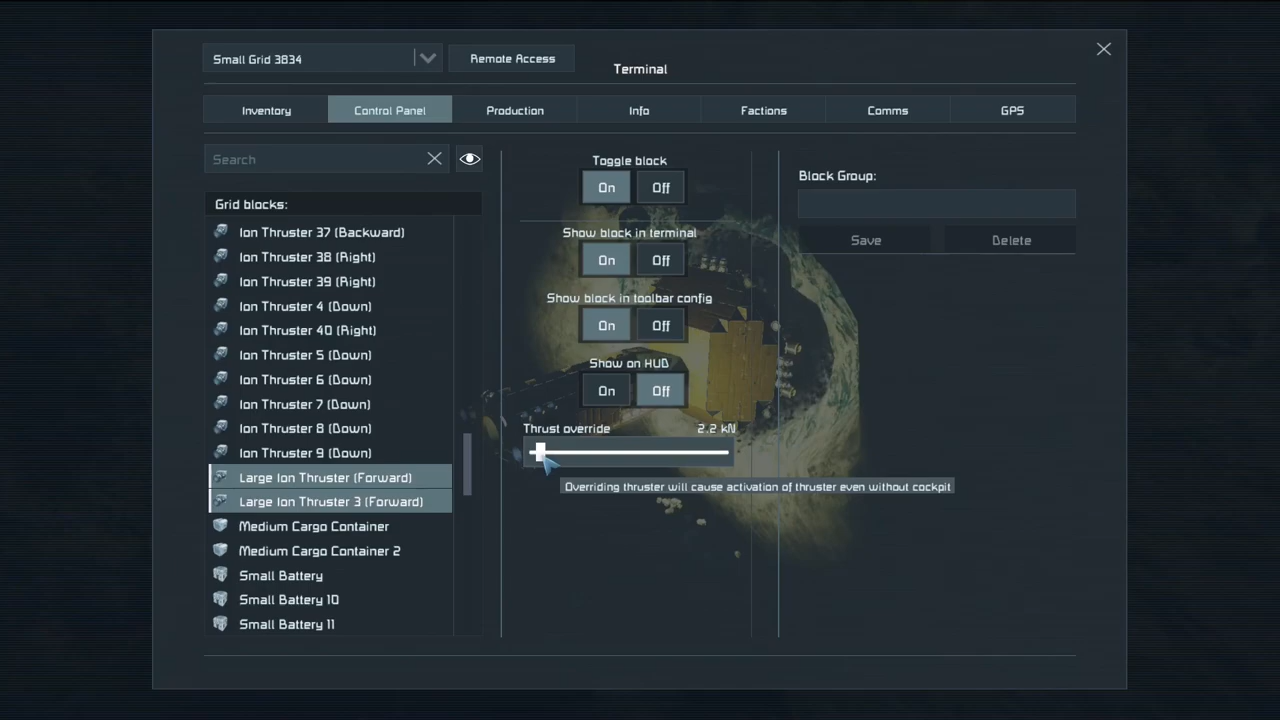 Small Grid 3834
Remote Access
Terminal
Inventory
Control Panel
Production
Info
Factions
Comms
GPS
Search
Grid blocks:
Ion Thruster 37 (Backward)
Ion Thruster 38 (Right)
Ion Thruster 39 (Right)
Ion Thruster 4 (Down)
Ion Thruster 40 (Right)
Ion Thruster 5 (Down)
Ion Thruster 6 (Down)
Ion Thruster 7 (Down)
Ion Thruster 8 (Down)
Ion Thruster 9 (Down)
Large Ion Thruster (Forward)
Large Ion Thruster 3 (Forward)
Medium Cargo Container
Medium Cargo Container 2
Small Battery
Small Battery 10
Small Battery 11
Toggle block
On Off
Show block in terminal
On Off
Show block in toolbar config
On Off
Show on HUD
On Off
Thrust override 2.2 kN
Overriding thruster will cause activation of thruster even without cockpit
Block Group:
Save
Delete